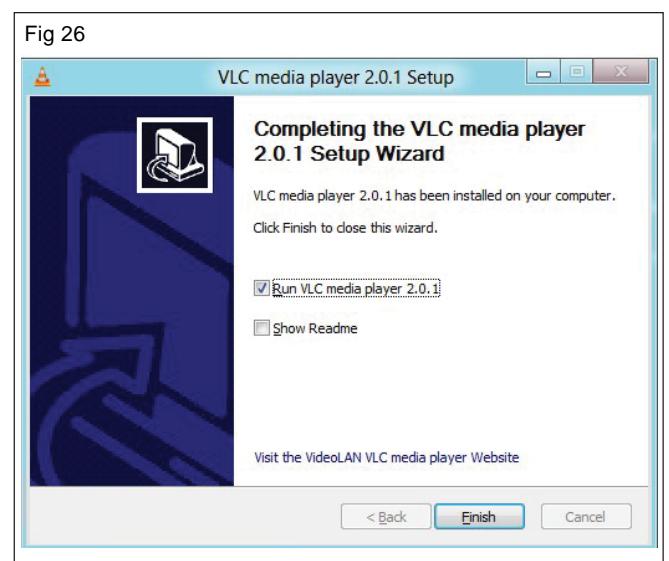 Fig 26
VLC media player 2.0.1 Setup
Completing the VLC media player
2.0.1 Setup Wizard
VLC media player 2.0.1 has been installed on your computer.
Click Finish to close this wizard.
Run VLC media player 2.0.1
Show Readme
Visit the VideoLAN VLC media player Website
< Back Finish Cancel